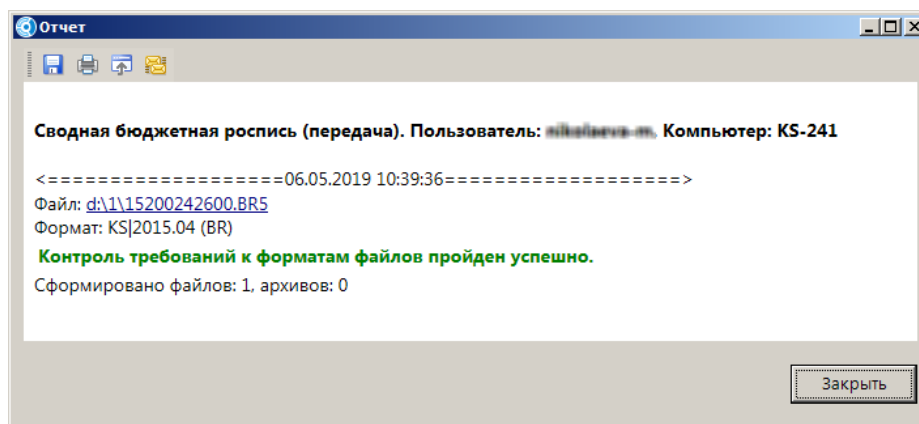 Отчет
Сводная бюджетная роспись (передача). Пользователь: Компьютер: KS-241
<===================06.05.2019 10:39:36===================>
Файл: d:\1\15200242600.BR5
Формат: KS|2015.04 (BR)
Контроль требований к форматам файлов пройден успешно.
Сформировано файлов: 1, архивов: 0
Закрыть